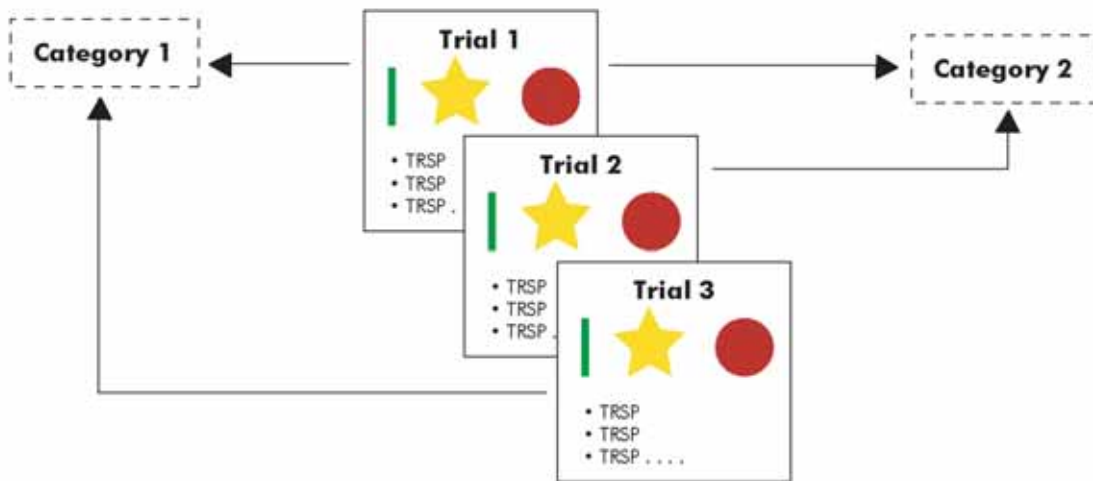 Category 1
Trial 1
Category 2
• TRSP
• TRSP
• TRSP .
Trial 2
• TRSP
• TRSP
• TRSP .
Trial 3
• TRSP
• TRSP
• TRSP . . . .